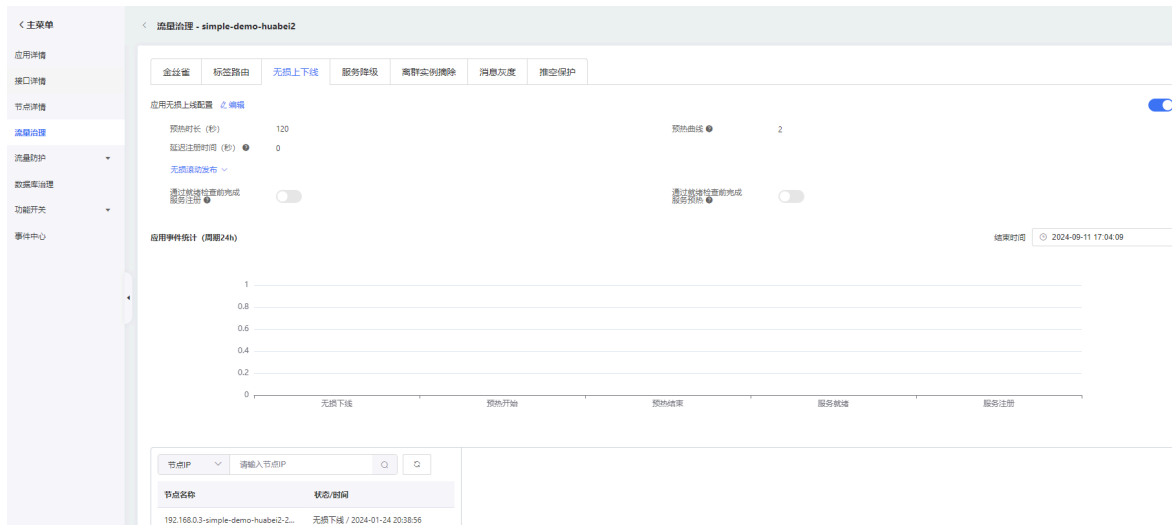 主菜单
流量治理 - simple-demo-huabei2
应用详情
接口详情
节点详情
流量治理
流量防护
数据库治理
功能开关
事件中心
金丝雀 标签路由 无损上下线 服务降级 离群实例摘除 消息灰度 推空保护
应用无损上线配置 编辑
预热时长（秒） 120 预热曲线 2
延迟注册时间（秒） 0
无损滚动发布
通过就绪检查前完成
服务注册
通过就绪检查前完成
服务预热
应用事件统计（周期24h） 结束时间 2024-09-11 17:04:09
1
0.8
0.6
0.4
0.2
0
无损下线 预热开始 预热结束 服务就绪 服务注册
节点IP 请输入节点IP
节点名称 状态/时间
192.168.0.3-simple-demo-huabei2-2... 无损下线 / 2024-01-24 20:38:56